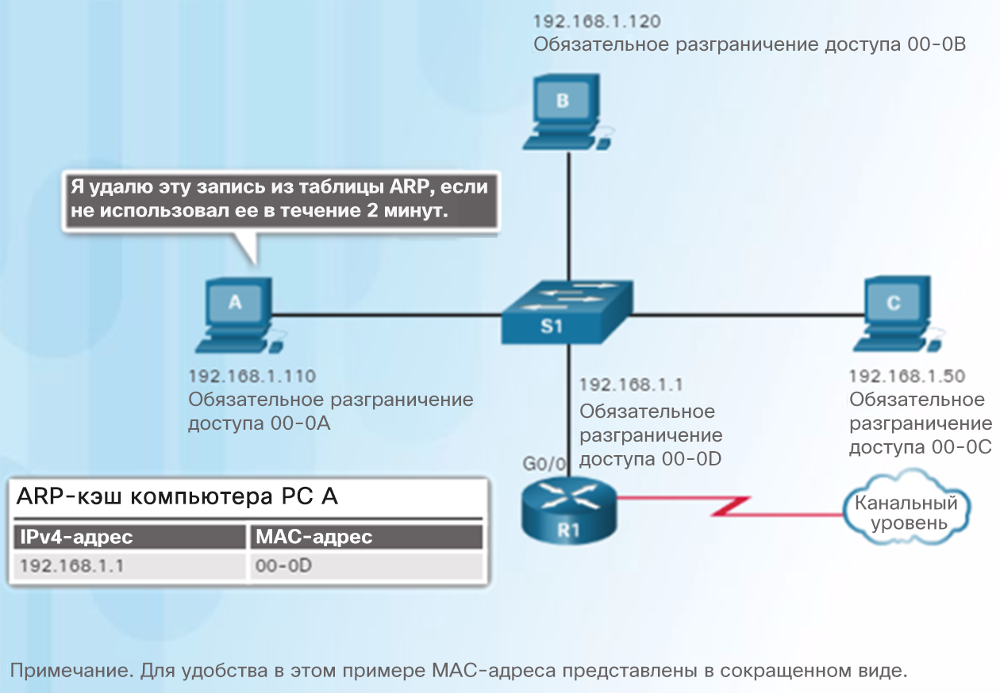 192.168.1.120
Обязательное разграничение доступа 00-0B
B
Я удалю эту запись из таблицы ARP, если
не использовал ее в течение 2 минут.
A
S1
C
192.168.1.110
Обязательное разграничение
доступа 00-0A
192.168.1.1
Обязательное
разграничение
доступа 00-0D
192.168.1.50
Обязательное
разграничение
доступа 00-0C
G0/0
R1
Канальный
уровень
ARP-кэш компьютера PC A
IPv4-адрес MAC-адрес
192.168.1.1 00-0D
Примечание. Для удобства в этом примере MAC-адреса представлены в сокращенном виде.